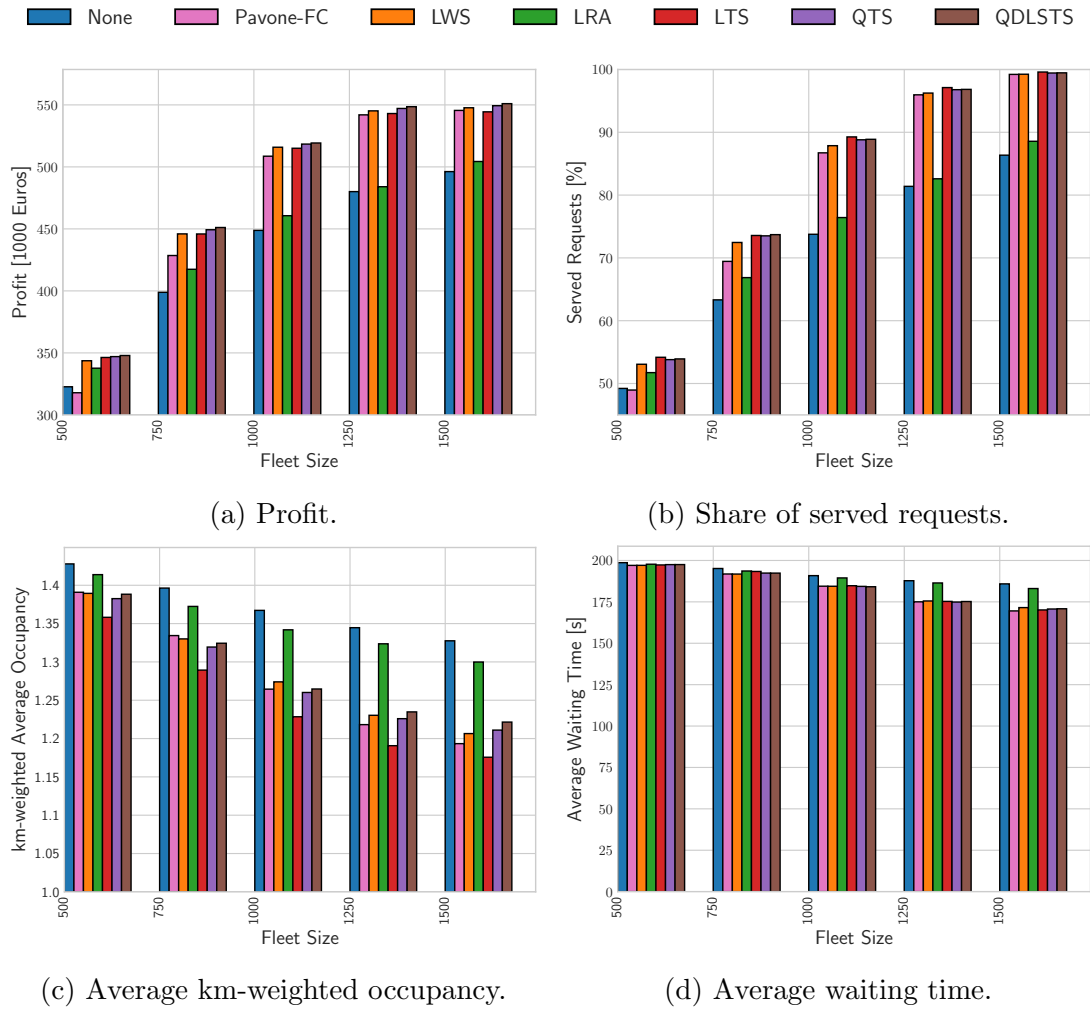 None Pavone-FC LWS LRA LTS QTS QDLSTS
Profit [1000 Euros]
550
500
450
400
350
300
500 750 1000 1250 1500
Fleet Size
(a) Profit.
Served Requests [%]
100
90
80
70
60
50
500 750 1000 1250 1500
Fleet Size
(b) Share of served requests.
km-weighted Average Occupancy
1.4
1.35
1.3
1.25
1.2
1.15
1.1
1.05
1.0
500 750 1000 1250 1500
Fleet Size
(c) Average km-weighted occupancy.
Average Waiting Time [s]
200
175
150
125
100
75
50
25
0
500 750 1000 1250 1500
Fleet Size
(d) Average waiting time.